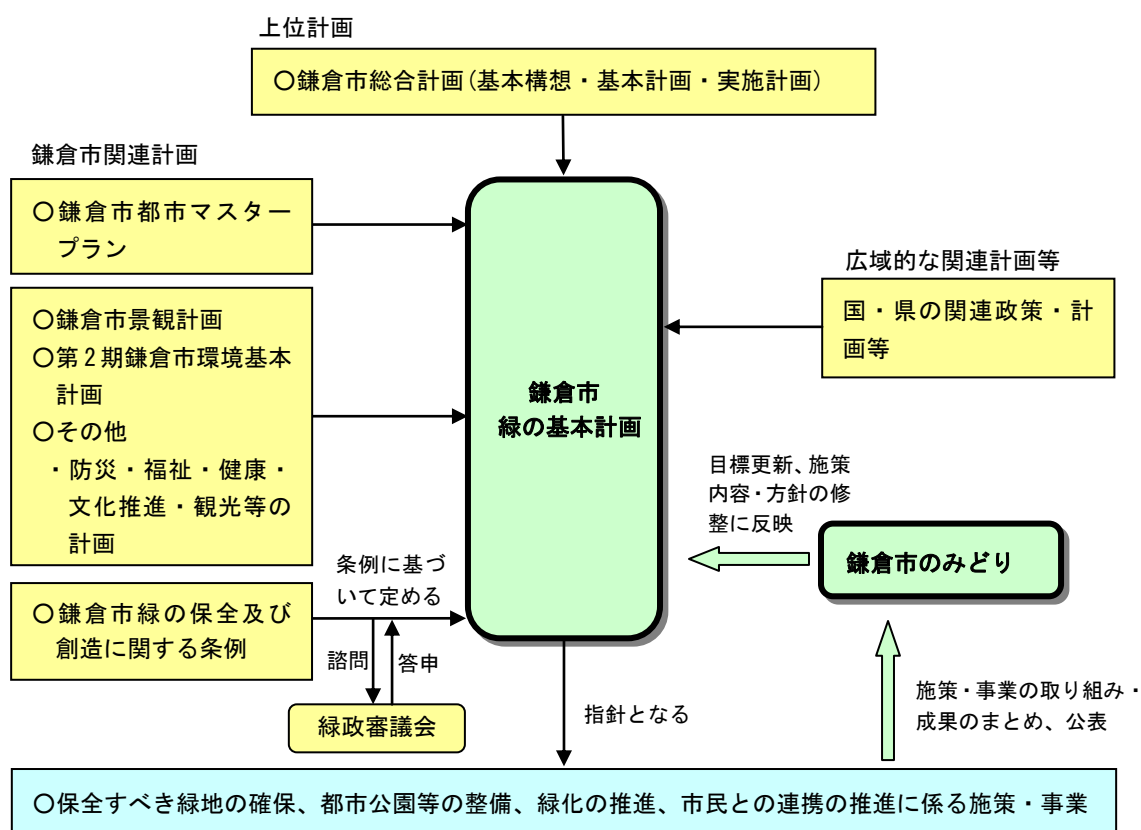 上位計画
○鎌倉市総合計画(基本構想・基本計画・実施計画)
鎌倉市関連計画
○鎌倉市都市マスター
プラン
○鎌倉市景観計画
○第2期鎌倉市環境基本
計画
○その他
・防災・福祉・健康・
文化推進・観光等の
計画
○鎌倉市緑の保全及び
創造に関する条例
条例に基づ
いて定める
諮問
答申
緑政審議会
鎌倉市
緑の基本計画
広域的な関連計画等
国・県の関連政策・計
画等
目標更新、施策
内容・方針の修
整に反映
鎌倉市のみどり
施策・事業の取り組み・
成果のまとめ、公表
指針となる
○保全すべき緑地の確保、都市公園等の整備、緑化の推進、市民との連携の推進に係る施策・事業